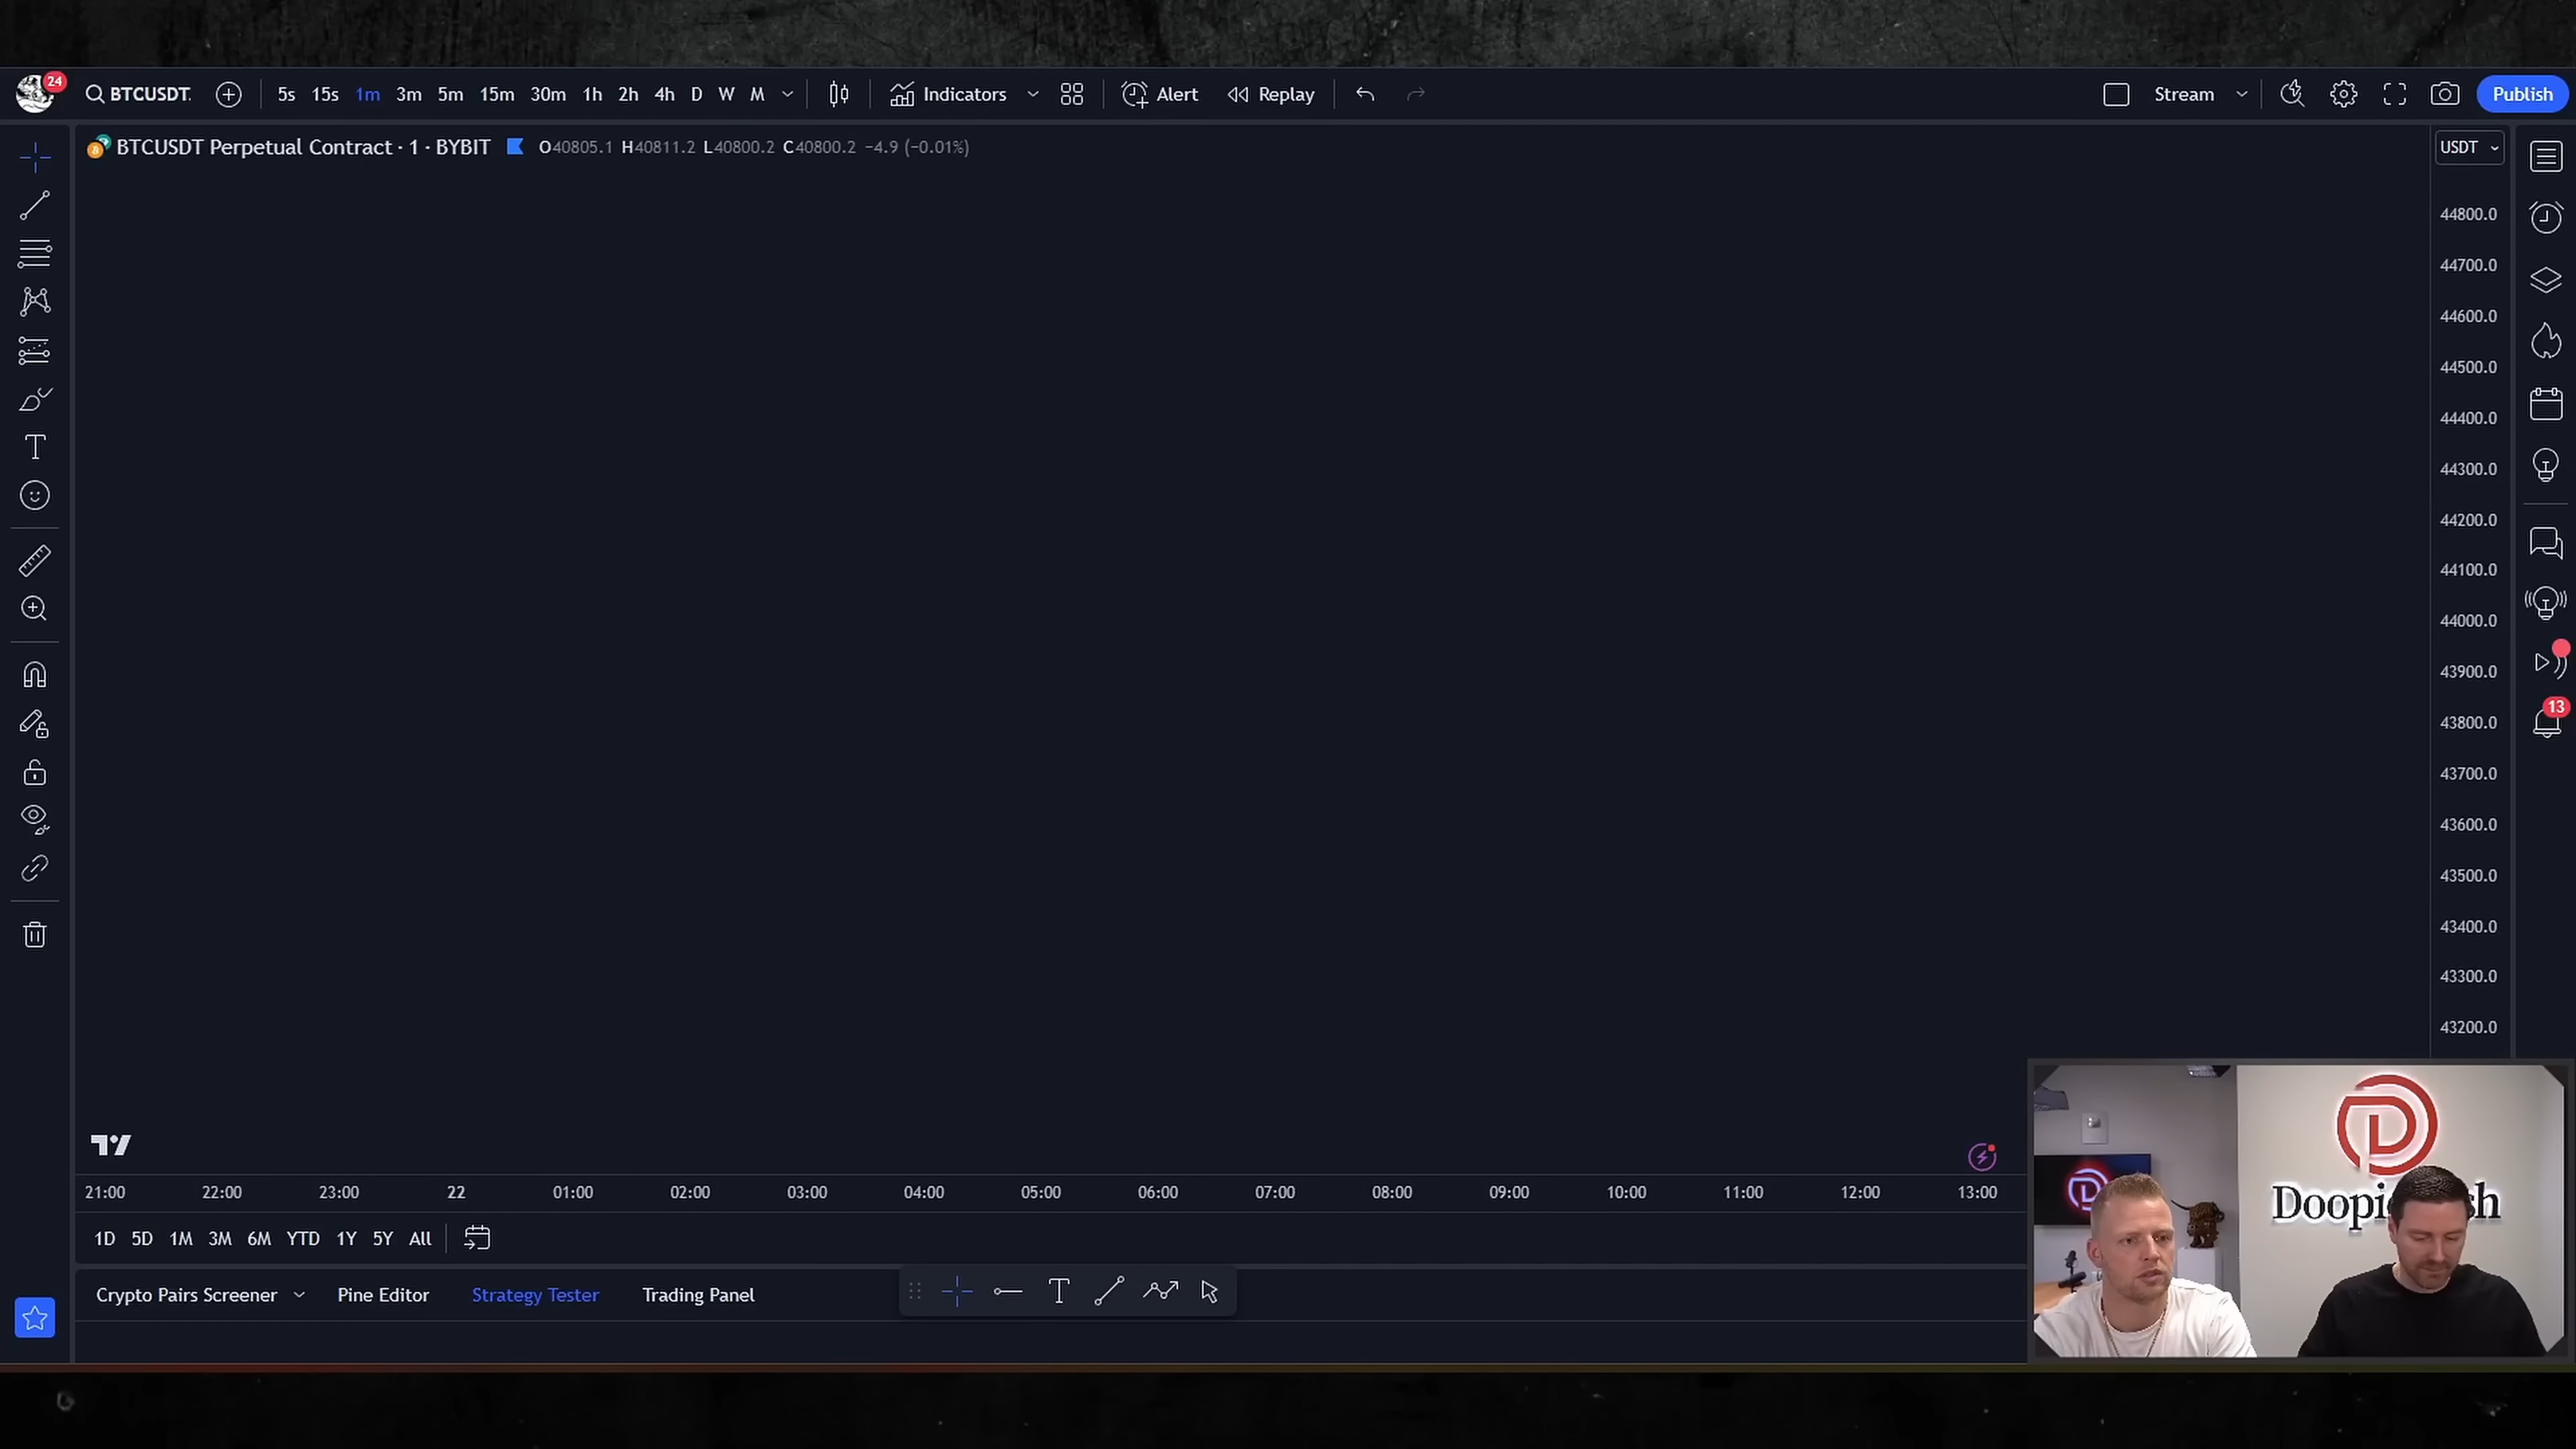 24
BTCUSDT.
5s 15s 1m 3m 5m 15m 30m 1h 2h 4h D W M
Indicators
Alert
Replay
Stream
Publish
BTCUSDT Perpetual Contract · 1 · BYBIT O40805.1 H40811.2 L40800.2 C40800.2 −4.9 (−0.01%)
USDT
44800.0
44700.0
44600.0
44500.0
44400.0
44300.0
44200.0
44100.0
44000.0
43900.0
43800.0
43700.0
43600.0
43500.0
43400.0
43300.0
43200.0
13
21:00 22:00 23:00 22 01:00 02:00 03:00 04:00 05:00 06:00 07:00 08:00 09:00 10:00 11:00 12:00 13:00
1D 5D 1M 3M 6M YTD 1Y 5Y All
Crypto Pairs Screener Pine Editor Strategy Tester Trading Panel